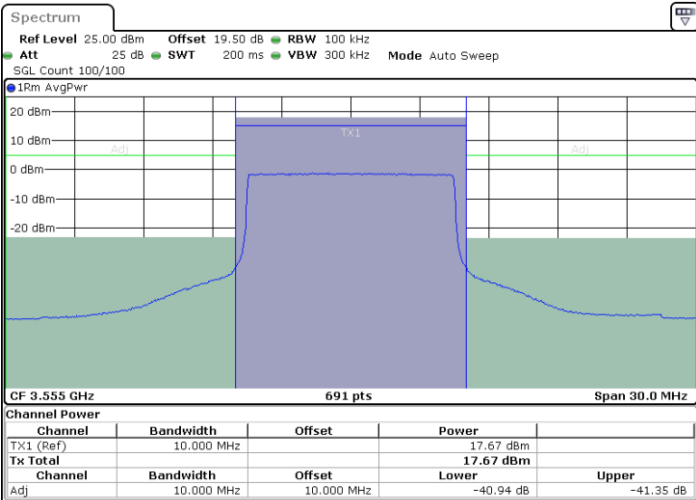 Spectrum
Ref Level 25.00 dBm Offset 19.50 dB RBW 100 kHz
Att 25 dB SWT 200 ms VBW 300 kHz Mode Auto Sweep
SGL Count 100/100
1Rm AvgPwr
20 dBm
TX1
10 dBm
Adj Adj
0 dBm
-10 dBm
-20 dBm
CF 3.555 GHz 691 pts Span 30.0 MHz
Channel Power
Channel Bandwidth Offset Power
TX1 (Ref) 10.000 MHz 17.67 dBm
Tx Total 17.67 dBm
Channel Bandwidth Offset Lower Upper
Adj 10.000 MHz 10.000 MHz -40.94 dB -41.35 dB